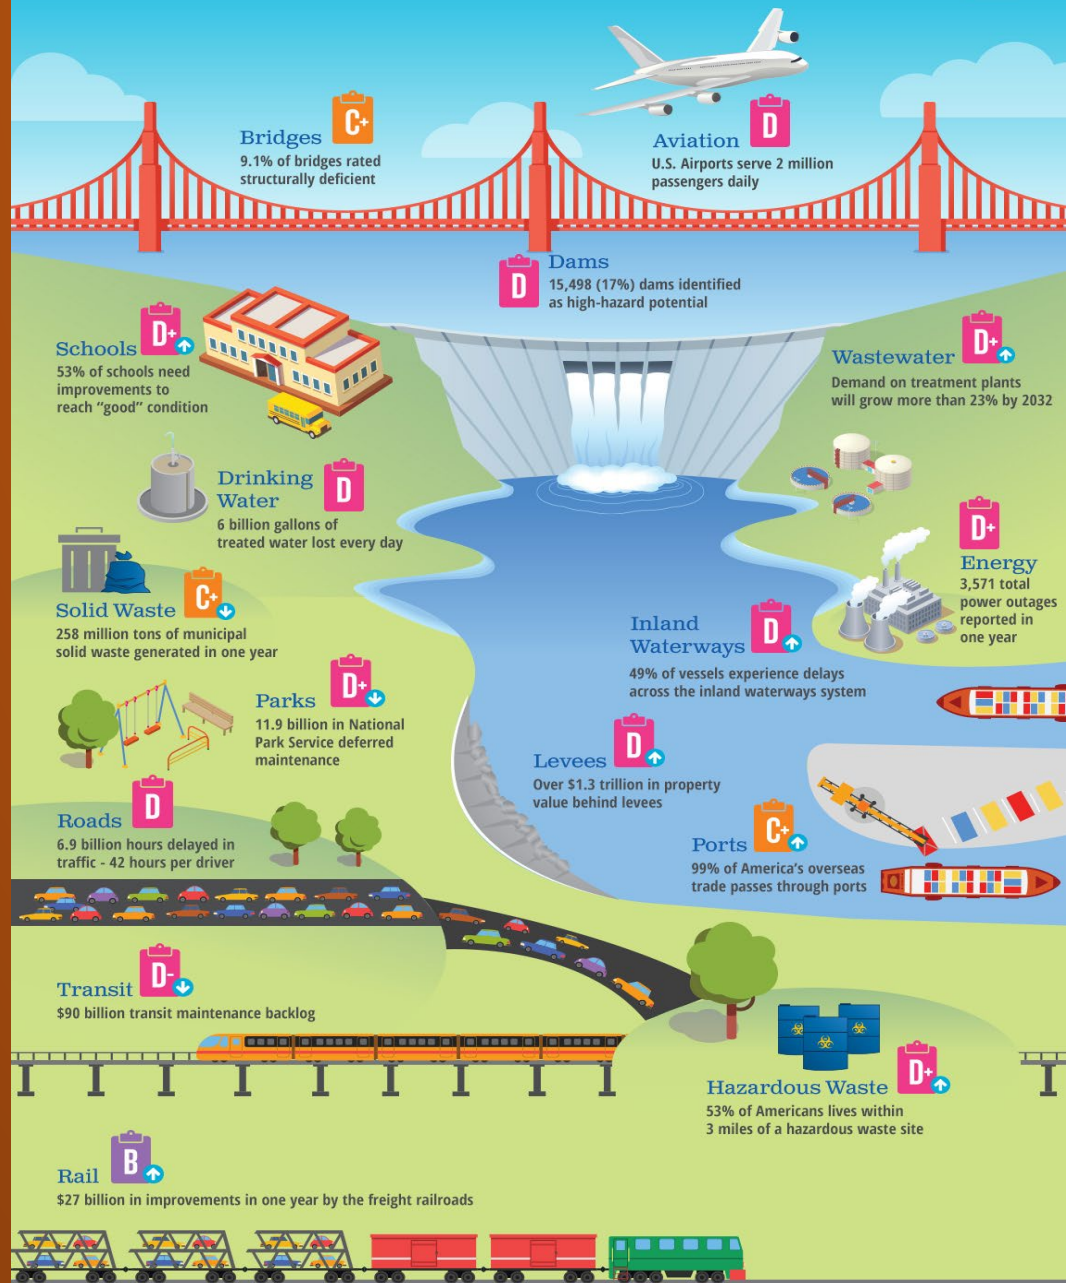 Bridges
C+
9.1% of bridges rated
structurally deficient
Aviation
D
U.S. Airports serve 2 million
passengers daily
D
Dams
15,498 (17%) dams identified
as high-hazard potential
Schools
D+
53% of schools need
improvements to
reach “good” condition
Wastewater
D+
Demand on treatment plants
will grow more than 23% by 2032
Drinking
Water
D
6 billion gallons of
treated water lost every day
D+
Energy
3,571 total
power outages
reported in
one year
Solid Waste
C+
258 million tons of municipal
solid waste generated in one year
Inland
Waterways
D
49% of vessels experience delays
across the inland waterways system
Parks
D+
11.9 billion in National
Park Service deferred
maintenance
Levees
D
Over $1.3 trillion in property
value behind levees
Roads
D
6.9 billion hours delayed in
traffic - 42 hours per driver
Ports
C+
99% of America’s overseas
trade passes through ports
Transit
D-
$90 billion transit maintenance backlog
Hazardous Waste
D+
53% of Americans lives within
3 miles of a hazardous waste site
Rail
B
$27 billion in improvements in one year by the freight railroads